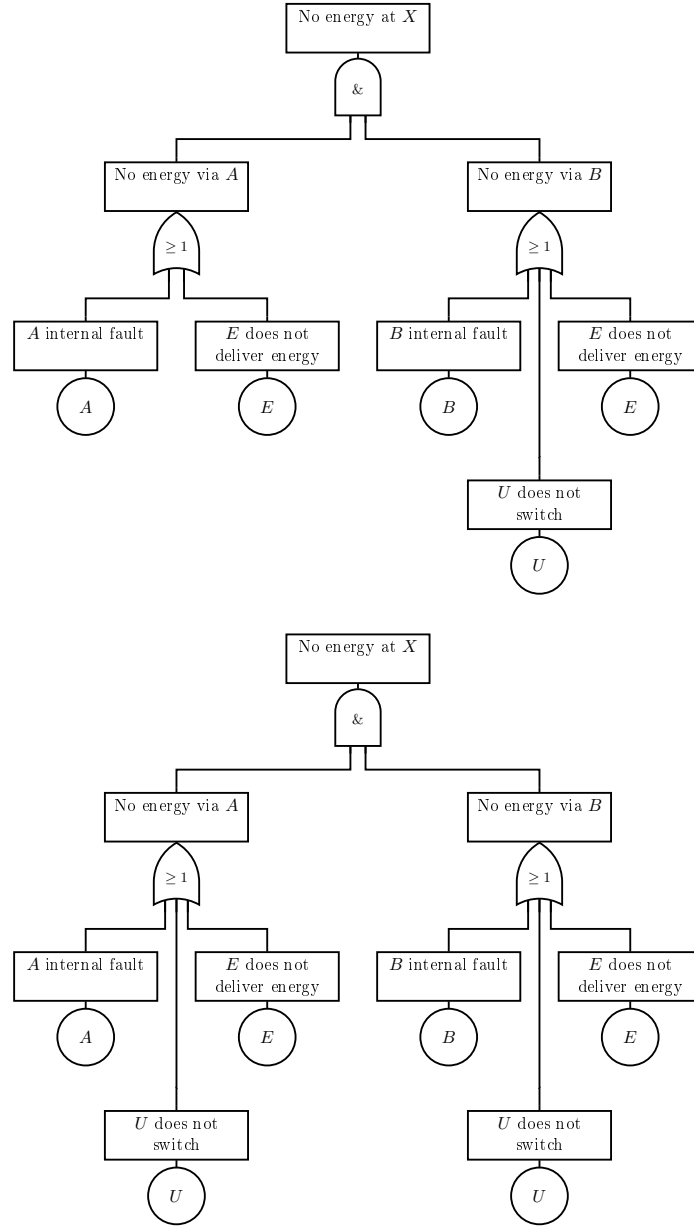 No energy at X
&
No energy via A
No energy via B
≥ 1
≥ 1
A internal fault
E does not
deliver energy
B internal fault
E does not
deliver energy
A
E
B
E
U does not
switch
U
No energy at X
&
No energy via A
No energy via B
≥ 1
≥ 1
A internal fault
E does not
deliver energy
B internal fault
E does not
deliver energy
A
E
B
E
U does not
switch
U does not
switch
U
U